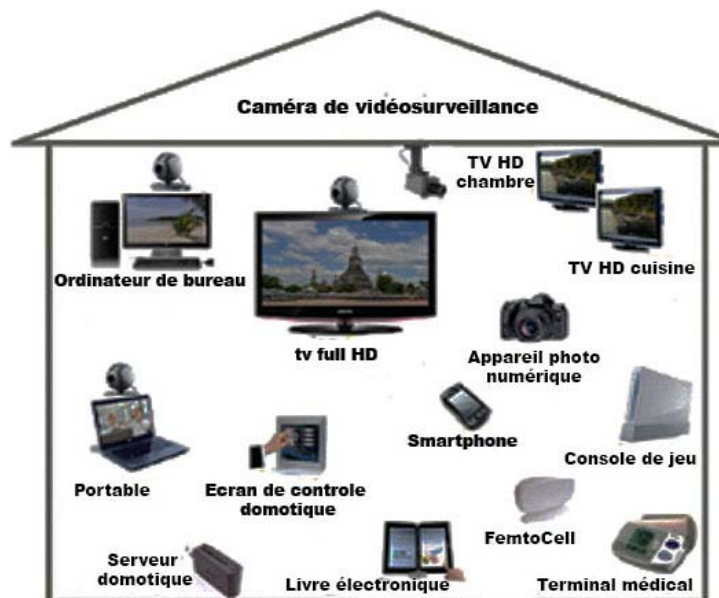 Caméra de vidéosurveillance
TV HD
chambre
Ordinateur de bureau
TV HD cuisine
tv full HD
Appareil photo
numérique
Smartphone
Console de jeu
Portable
Ecran de controle
domotique
FemtoCell
Serveur
domotique
Livre électronique
Terminal médical